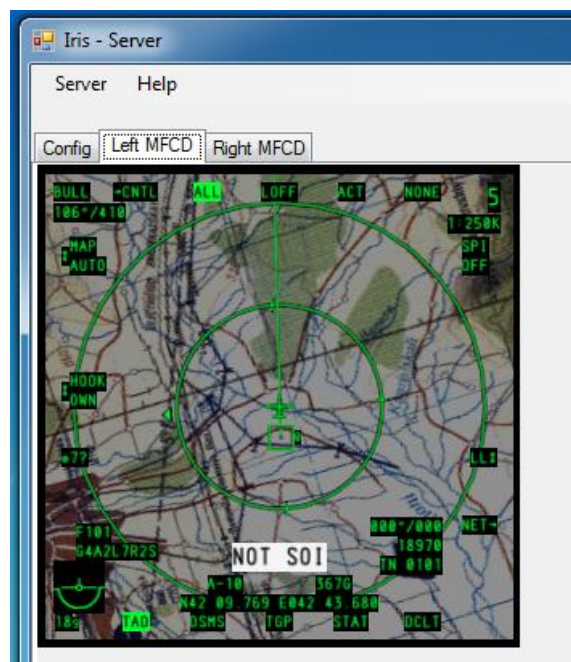 Iris - Server
Server Help
Config Left MFCD Right MFCD
BULL →CNTL ALL LOFF ACT NONE 5
106°/410 1:250K
MAP SPI
AUTO OFF
HOOK
OWN
7? LL
F101 000°/000 NET→
G4A2L7R2S 18970
NOT SOI TN 0101
A-10 367G
N42 09.769 E042 43.680
TAD DSMS TGP STAT DCLT